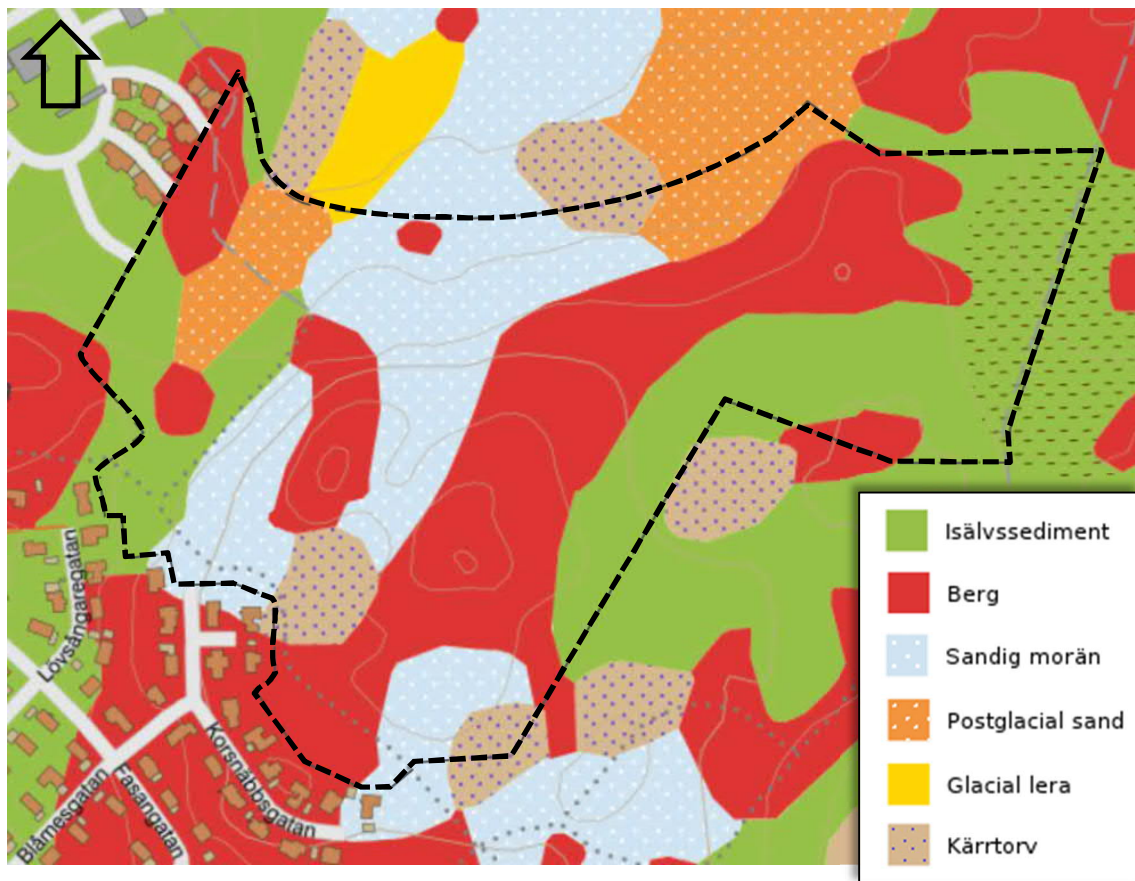 Lövsångaregatan
Korsnäbbsgatan
Fasangatan
Blåmesgatan
Isälvssediment
Berg
Sandig morän
Postglacial sand
Glacial lera
Kärrtorv